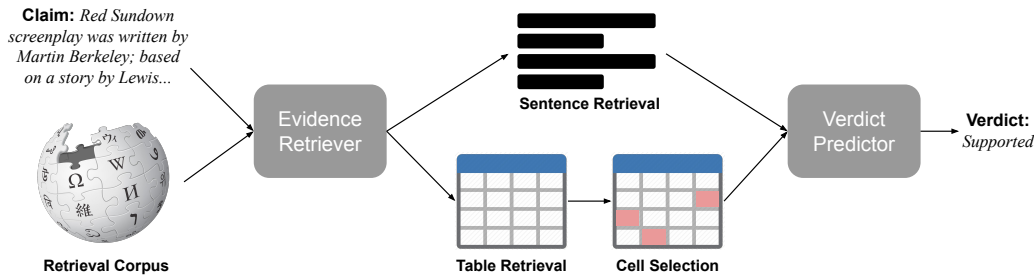 Claim: Red Sundown
screenplay was written by
Martin Berkeley; based
on a story by Lewis...
Ω
W
И
維
Retrieval Corpus
Evidence
Retriever
Sentence Retrieval
Table Retrieval
Cell Selection
Verdict
Predictor
Verdict:
Supported